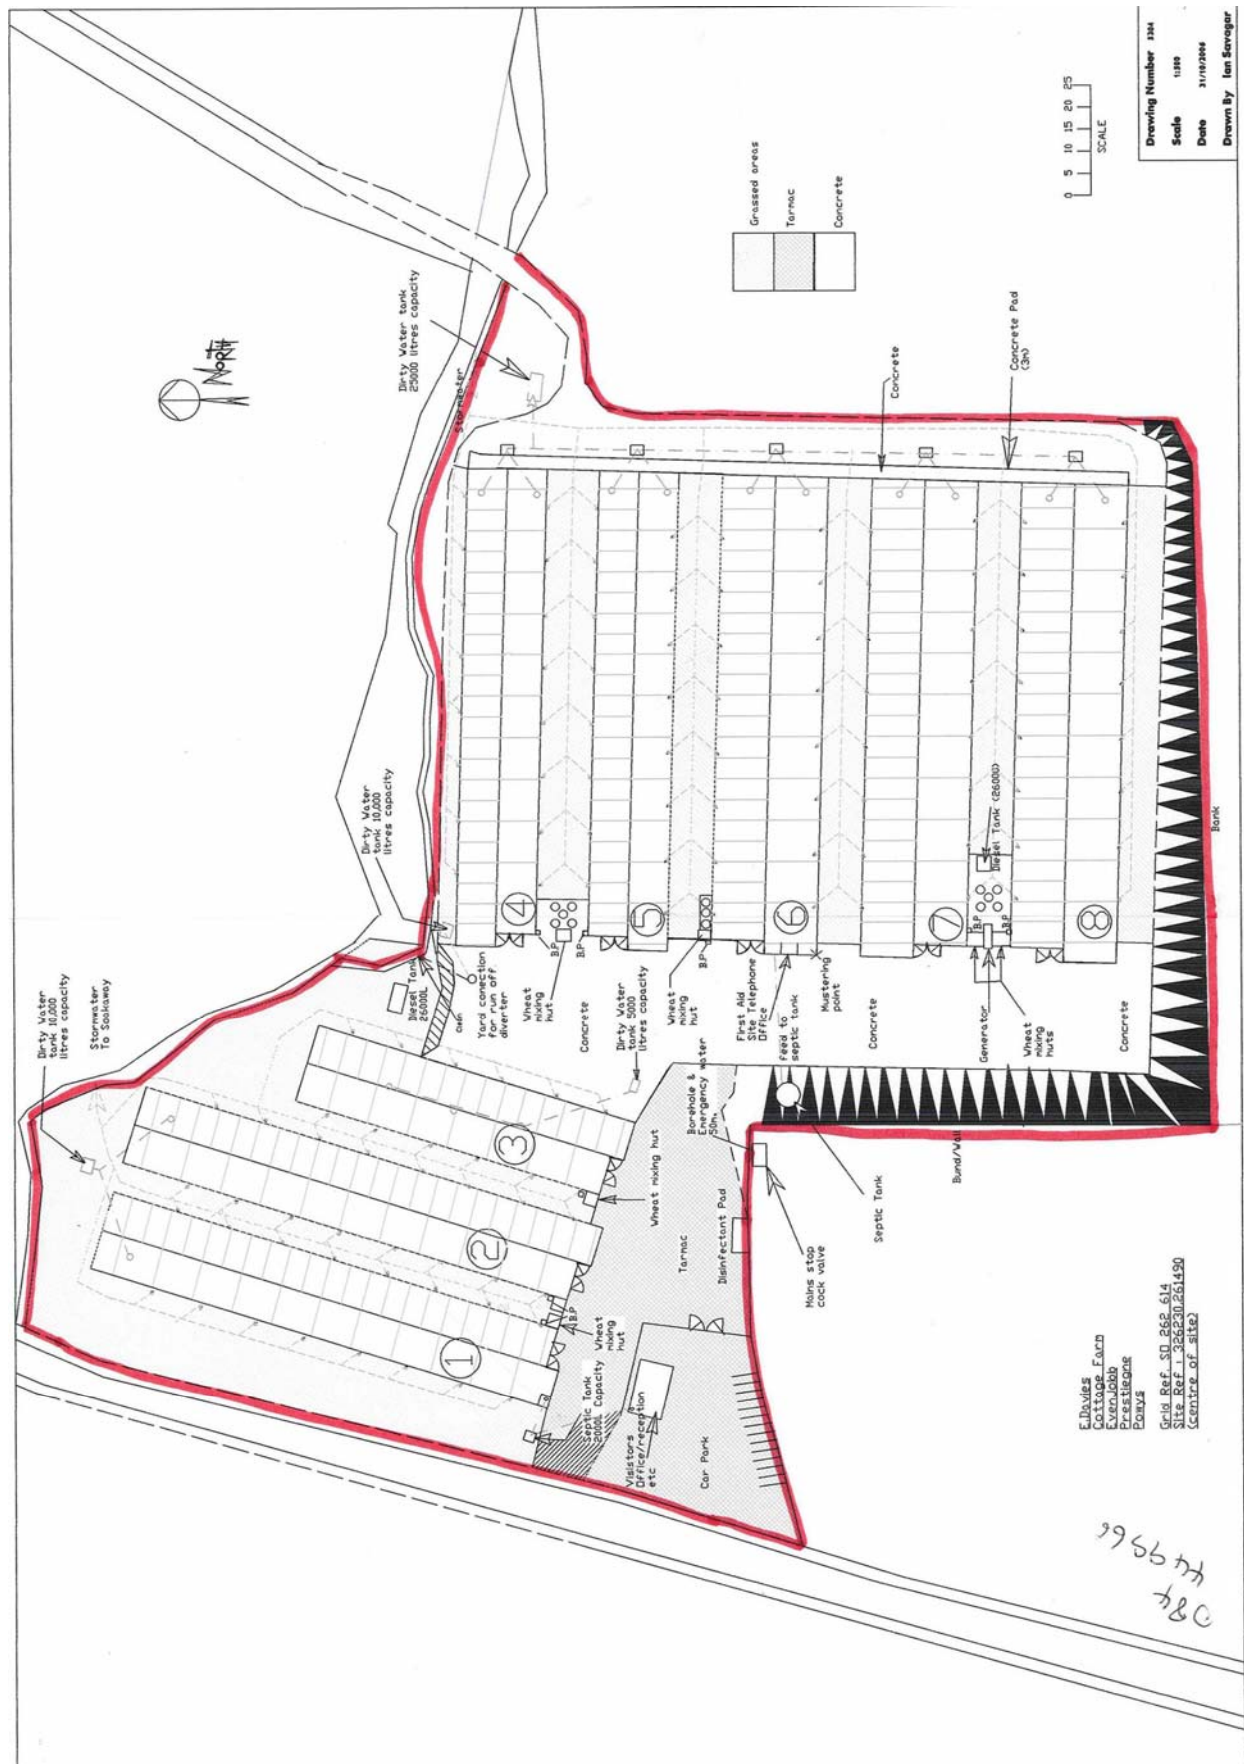 Drawing Number 3304
Scale 1:500
Date 31/10/2006
Drawn By Ian Savagar
0 5 10 15 20 25
SCALE
Grassed areas
Tarmac
Concrete
NORTH
Dirty Water tank
25000 litres capacity
Stormwater
Concrete
Concrete Pad
(3m)
Dirty Water
tank 10,000
litres capacity
Dirty Water
tank 10,000
litres capacity
Stormwater
To Soakaway
Diesel Tank
26000L
Yard conection
for run off.
diverter
Wheat
mixing
hut
B.P
B.P
Concrete
Dirty Water
tank 5000
litres capacity
Wheat
mixing
hut
B.P
First Aid
Site Telephone
Office
feed to
septic tank
Mustering
point
Concrete
Generator
Wheat
mixing
huts
B.P
B.P
Diesel Tank (26000)
Concrete
Bank
1
2
3
4
5
6
7
8
Borehole &
Emergency water
50m.
Wheat mixing hut
Tarmac
Disinfectant Pad
Mains stop
cock valve
Septic Tank
Bund/Wall
B.P
Wheat
mixing
hut
Septic Tank
2000L Capacity
Visistors
Office/reception
etc
Car Park
E.Davies
Cottage Farm
Evenjobb
Prestiegne
Powys
Grid Ref. SO 262 614
Site Ref : 326230,261490
(centre of site)